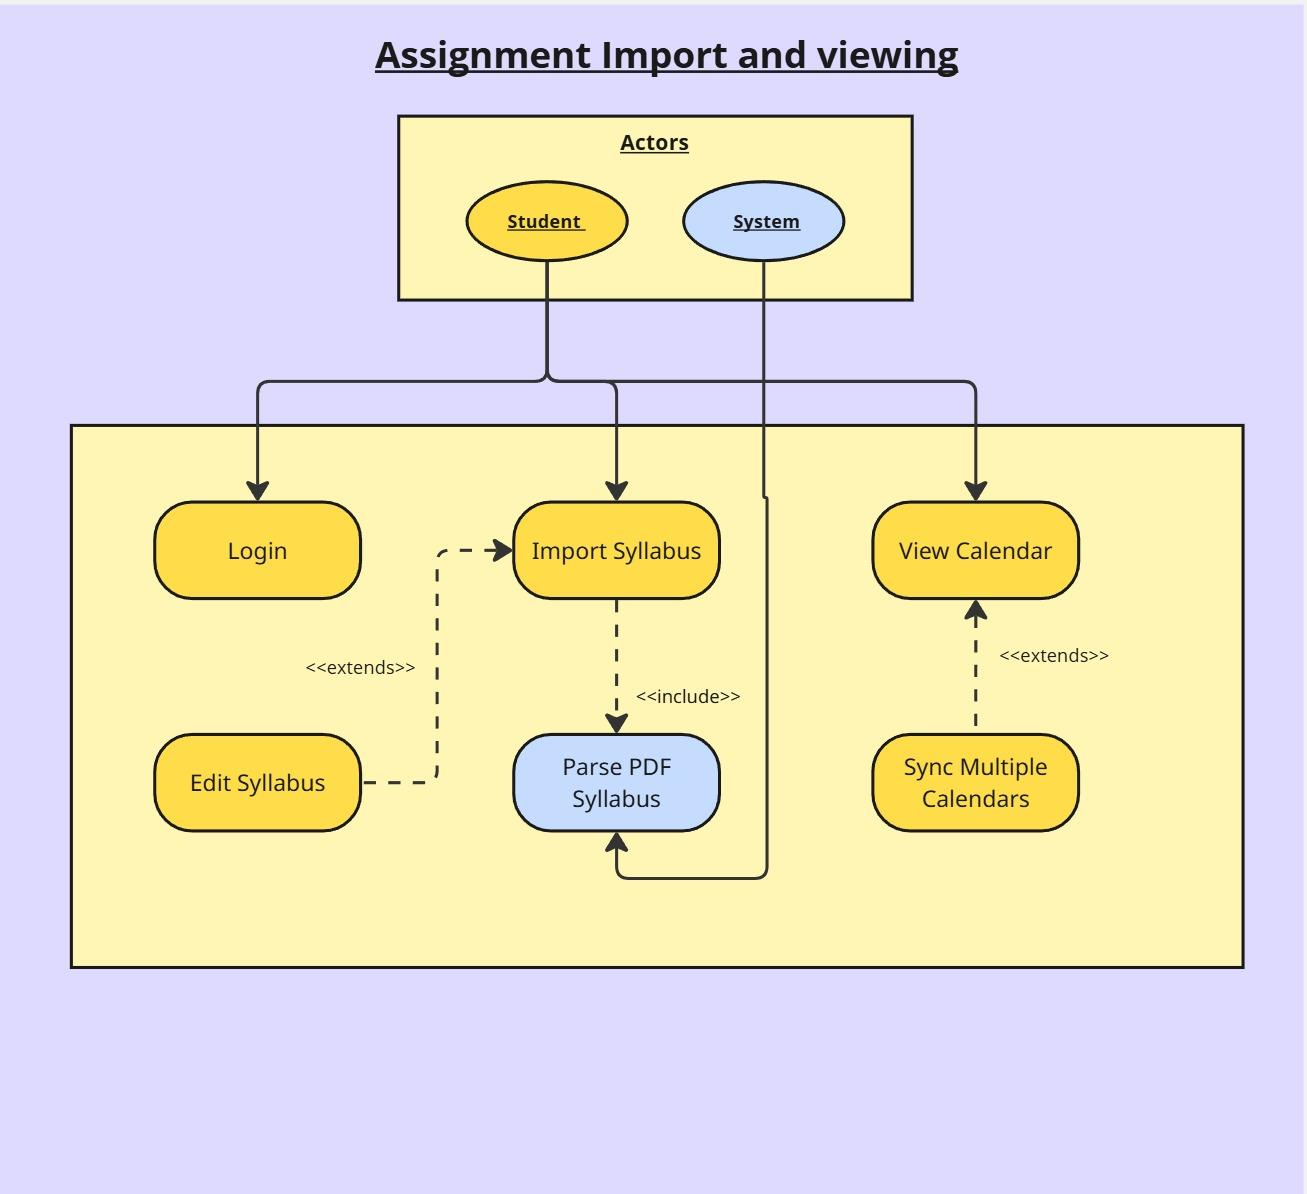 Assignment Import and viewing
Actors
Student
System
Login
Import Syllabus
View Calendar
<<extends>>
<<extends>>
<<include>>
Edit Syllabus
Parse PDF
Syllabus
Sync Multiple
Calendars